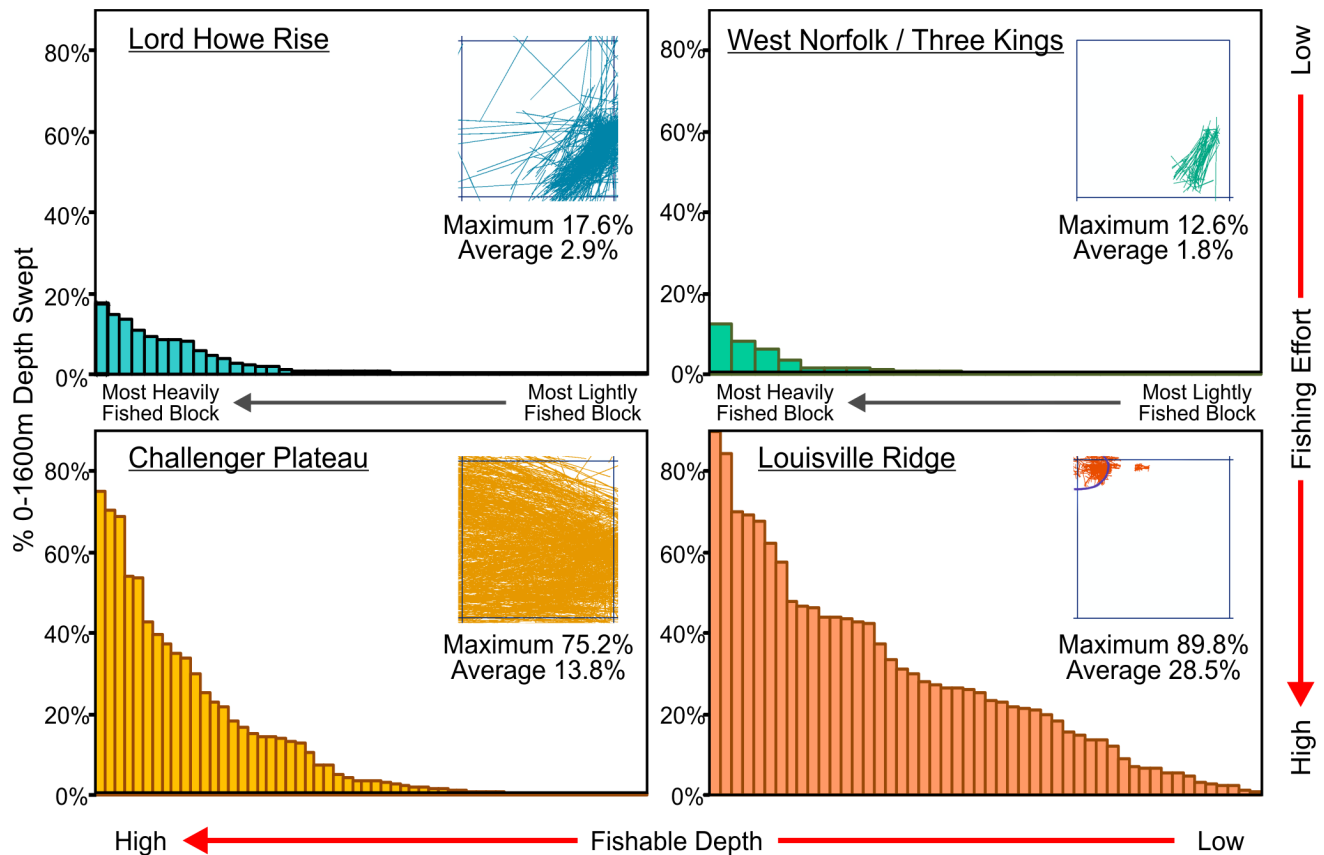 Lord Howe Rise
80%
60%
40%
20%
0%
Maximum 17.6%
Average 2.9%
Most Heavily
Fished Block
Most Lightly
Fished Block
West Norfolk / Three Kings
80%
60%
40%
20%
0%
Maximum 12.6%
Average 1.8%
Most Heavily
Fished Block
Most Lightly
Fished Block
% 0-1600m Depth Swept
Challenger Plateau
80%
60%
40%
20%
0%
Maximum 75.2%
Average 13.8%
Louisville Ridge
80%
60%
40%
20%
0%
Maximum 89.8%
Average 28.5%
Low
Fishing Effort
High
High
Fishable Depth
Low